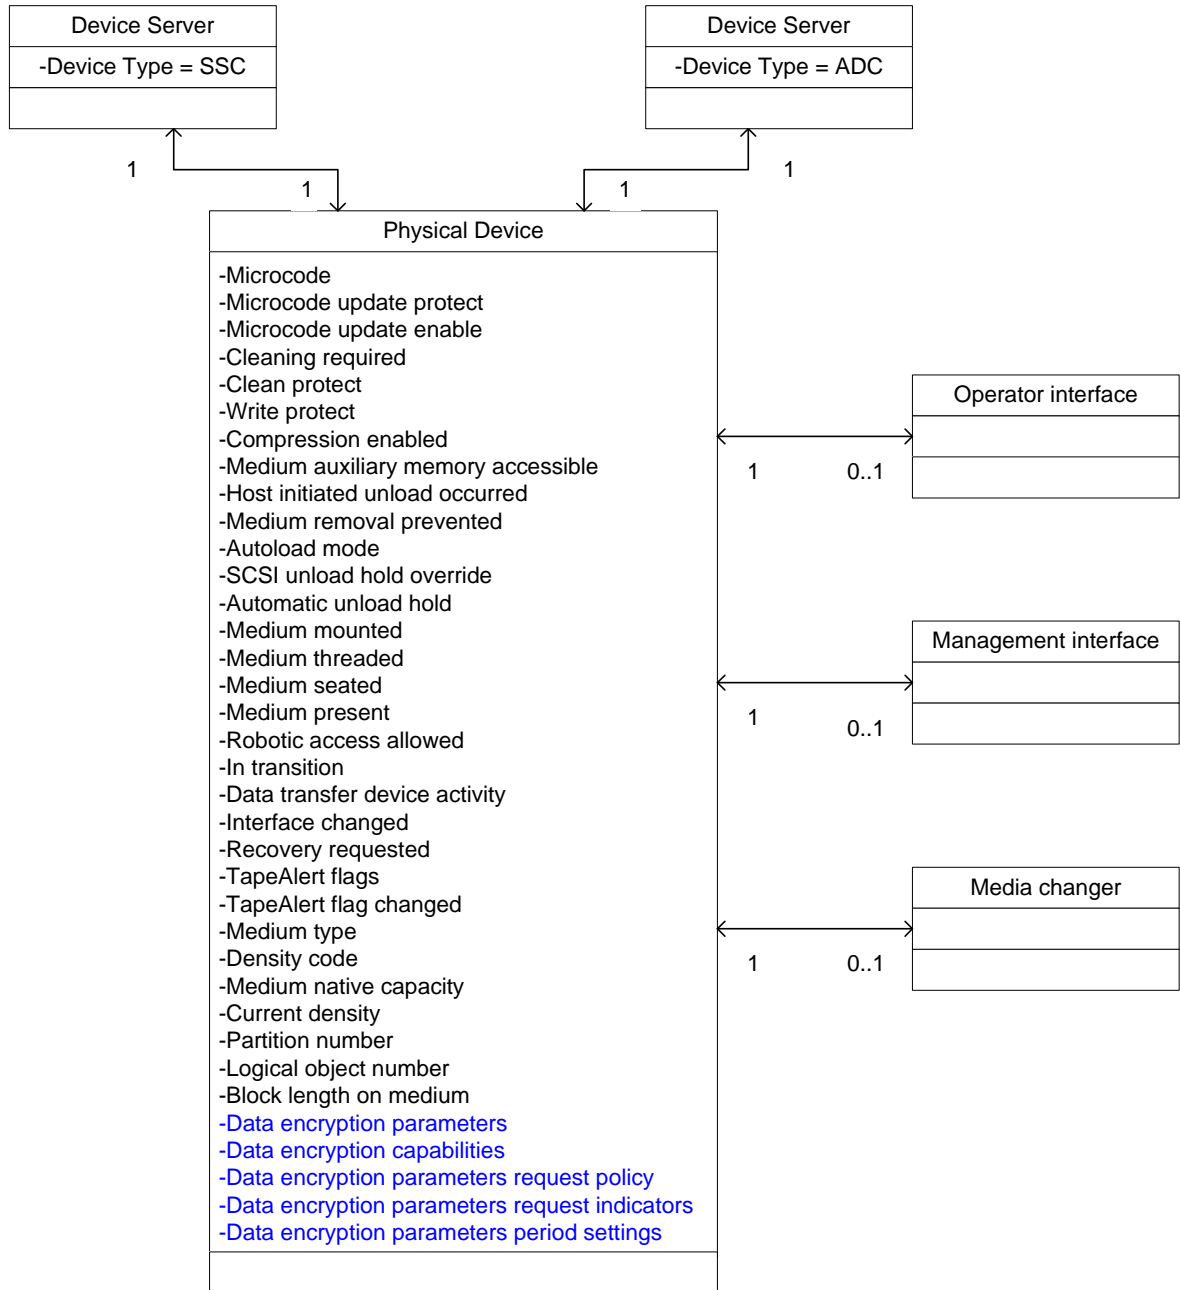 Device Server
-Device Type = SSC
Device Server
-Device Type = ADC
1
1
1
1
Physical Device
-Microcode
-Microcode update protect
-Microcode update enable
-Cleaning required
-Clean protect
-Write protect
-Compression enabled
-Medium auxiliary memory accessible
-Host initiated unload occurred
-Medium removal prevented
-Autoload mode
-SCSI unload hold override
-Automatic unload hold
-Medium mounted
-Medium threaded
-Medium seated
-Medium present
-Robotic access allowed
-In transition
-Data transfer device activity
-Interface changed
-Recovery requested
-TapeAlert flags
-TapeAlert flag changed
-Medium type
-Density code
-Medium native capacity
-Current density
-Partition number
-Logical object number
-Block length on medium
-Data encryption parameters
-Data encryption capabilities
-Data encryption parameters request policy
-Data encryption parameters request indicators
-Data encryption parameters period settings
Operator interface
1
0..1
Management interface
1
0..1
Media changer
1
0..1